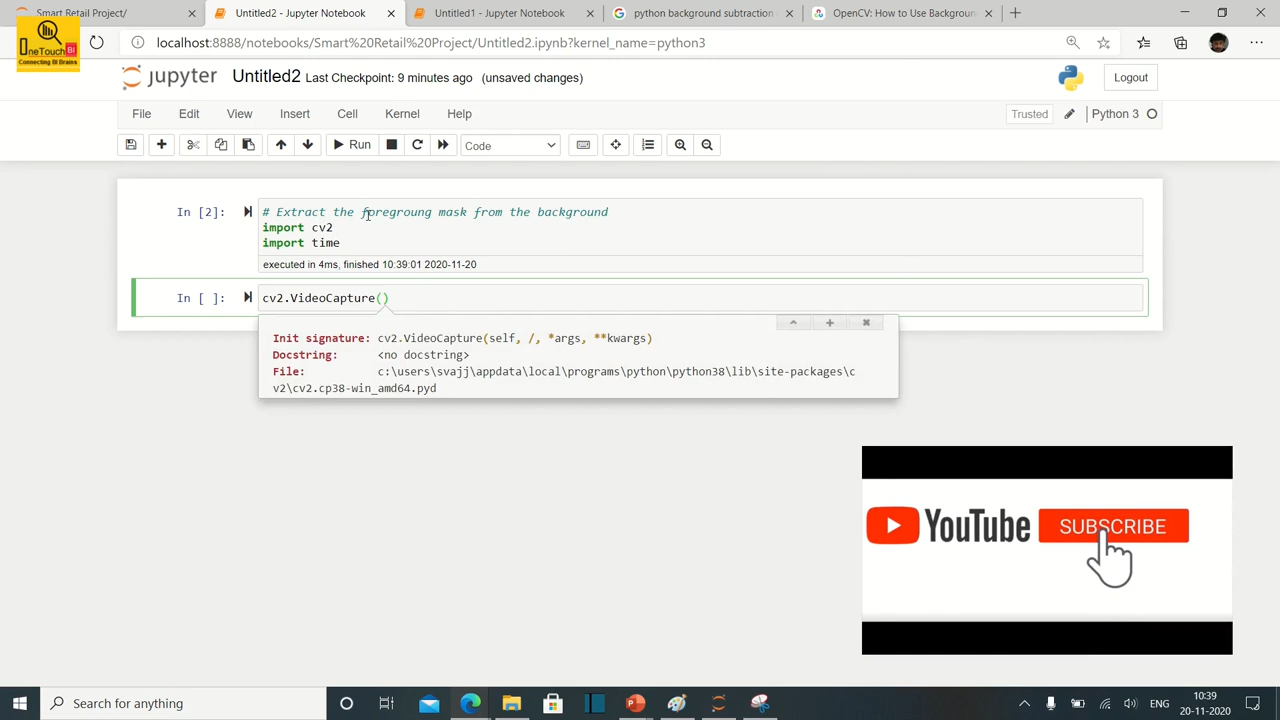 Smart Retail Project/
Untitled2 - Jupyter Notebook
Untitled2 - Jupyter Notebook
python background substraction c
OpenCV: How to Use Background
OneTouch BI
Connecting BI Brains
localhost:8888/notebooks/Smart%20Retail%20Project/Untitled2.ipynb?kernel_name=python3
jupyter
Untitled2 Last Checkpoint: 9 minutes ago (unsaved changes)
Logout
File Edit View Insert Cell Kernel Help
Trusted
Python 3
Run
Code
In [2]:
# Extract the foregroung mask from the background
import cv2
import time
executed in 4ms, finished 10:39:01 2020-11-20
In [ ]:
cv2.VideoCapture()
Init signature: cv2.VideoCapture(self, /, *args, **kwargs)
Docstring: <no docstring>
File: c:\users\svajj\appdata\local\programs\python\python38\lib\site-packages\c
v2\cv2.cp38-win_amd64.pyd
YouTube
SUBSCRIBE
Search for anything
10:39
20-11-2020